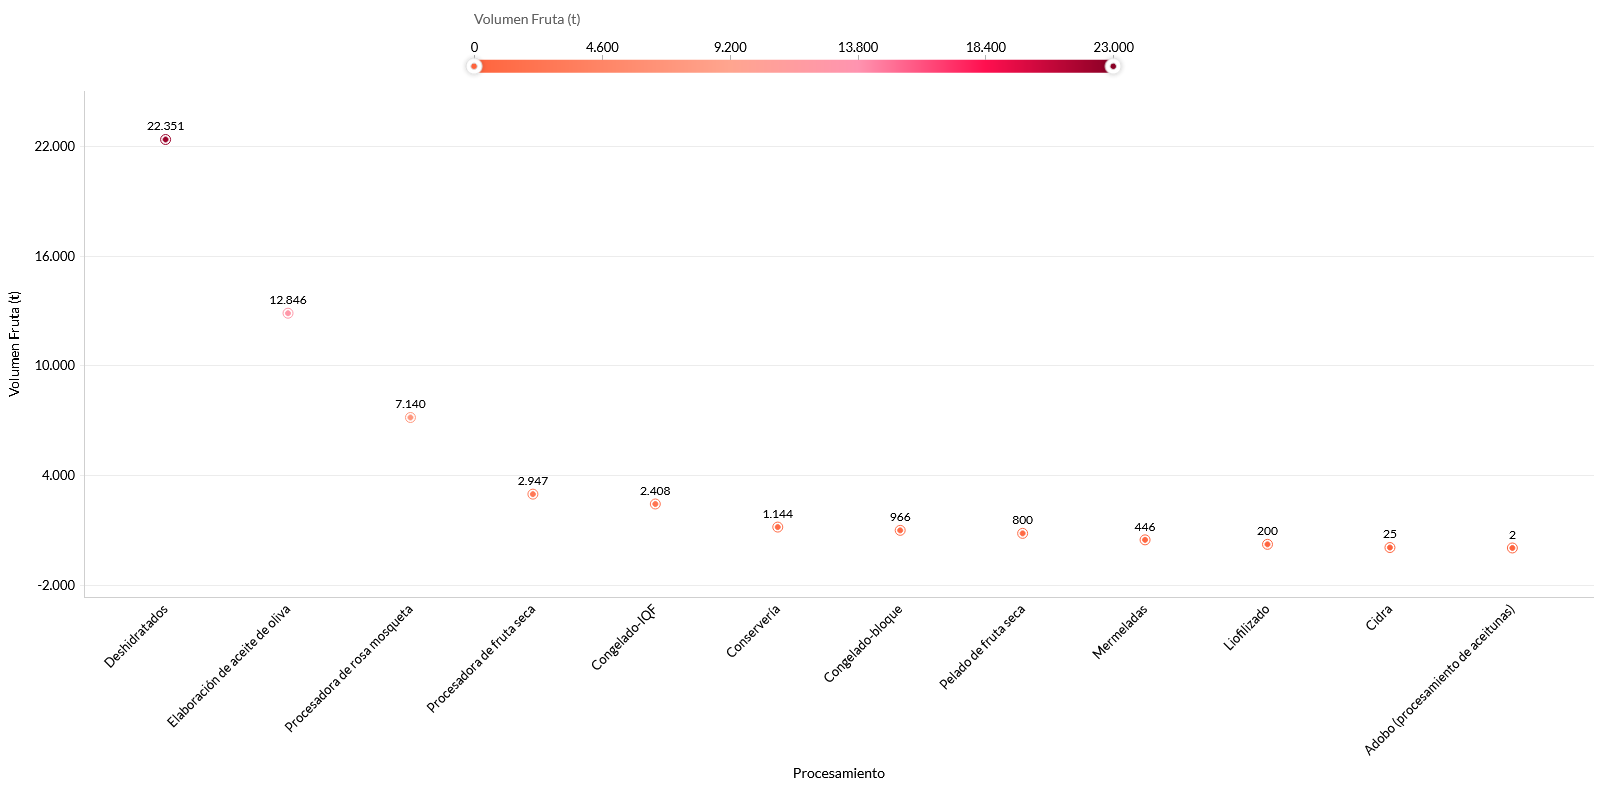 Volumen Fruta (t)
0 4.600 9.200 13.800 18.400 23.000
22.351
22.000
16.000
12.846
10.000
7.140
4.000
2.947
2.408
1.144
966
800
446
200
25
2
-2.000
Volumen Fruta (t)
Deshidratados
Elaboración de aceite de oliva
Procesadora de rosa mosqueta
Procesadora de fruta seca
Congelado-IQF
Conservería
Congelado-bloque
Pelado de fruta seca
Mermeladas
Liofilizado
Cidra
Adobo (procesamiento de aceitunas)
Procesamiento